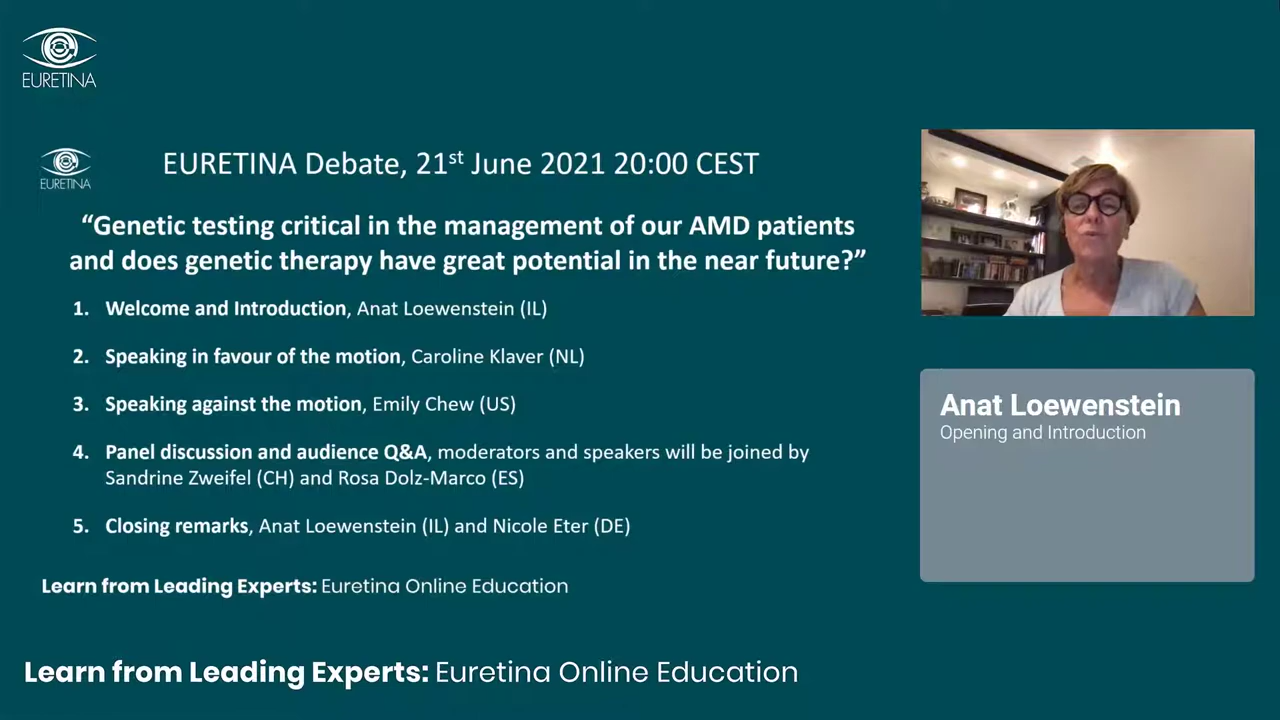 EURETINA
EURETINA
EURETINA Debate, 21st June 2021 20:00 CEST
“Genetic testing critical in the management of our AMD patients
and does genetic therapy have great potential in the near future?”
1. Welcome and Introduction, Anat Loewenstein (IL)
2. Speaking in favour of the motion, Caroline Klaver (NL)
3. Speaking against the motion, Emily Chew (US)
4. Panel discussion and audience Q&A, moderators and speakers will be joined by
Sandrine Zweifel (CH) and Rosa Dolz-Marco (ES)
5. Closing remarks, Anat Loewenstein (IL) and Nicole Eter (DE)
Learn from Leading Experts: Euretina Online Education
Anat Loewenstein
Opening and Introduction
Learn from Leading Experts: Euretina Online Education